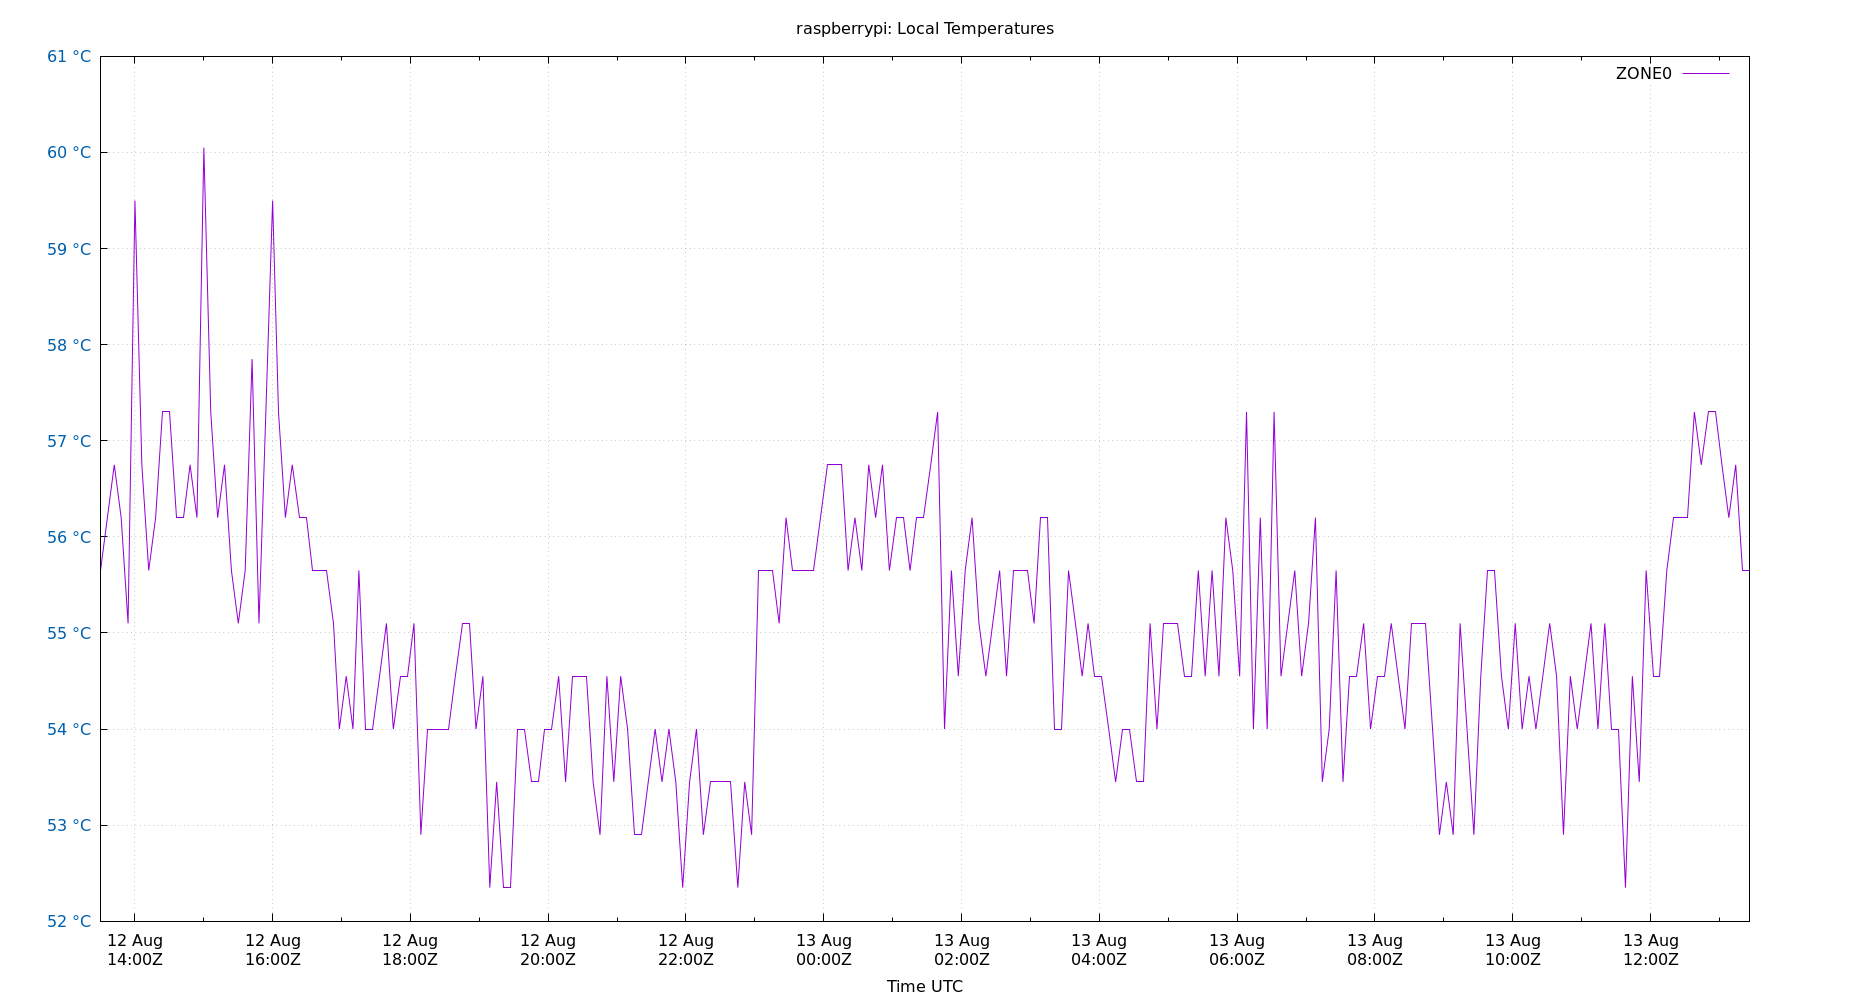 raspberrypi: Local Temperatures
61 °C
ZONE0
60 °C
59 °C
58 °C
57 °C
56 °C
55 °C
54 °C
53 °C
52 °C
12 Aug 12 Aug 12 Aug 12 Aug 12 Aug 13 Aug 13 Aug 13 Aug 13 Aug 13 Aug 13 Aug 13 Aug
14:00Z 16:00Z 18:00Z 20:00Z 22:00Z 00:00Z 02:00Z 04:00Z 06:00Z 08:00Z 10:00Z 12:00Z
Time UTC